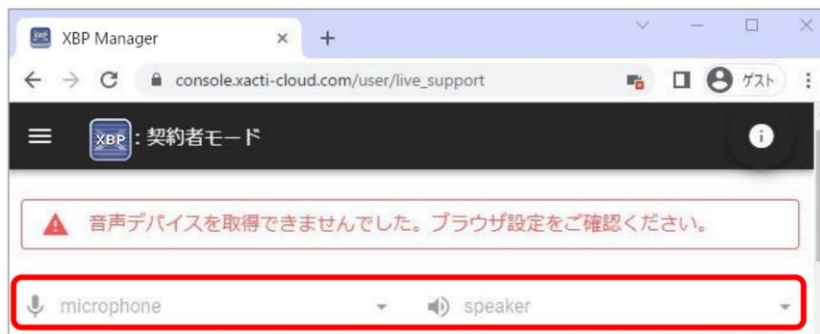 XBP Manager
console.xacti-cloud.com/user/live_support
ゲスト
XBP : 契約者モード
音声デバイスを取得できませんでした。ブラウザ設定をご確認ください。
microphone speaker